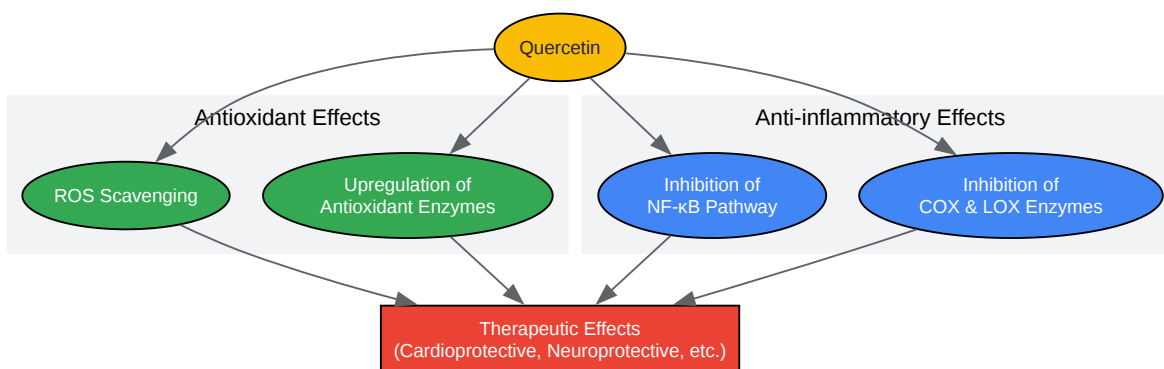 Quercetin
Antioxidant Effects
Anti-inflammatory Effects
ROS Scavenging
Upregulation of
Antioxidant Enzymes
Inhibition of
NF-κB Pathway
Inhibition of
COX & LOX Enzymes
Therapeutic Effects
(Cardioprotective, Neuroprotective, etc.)